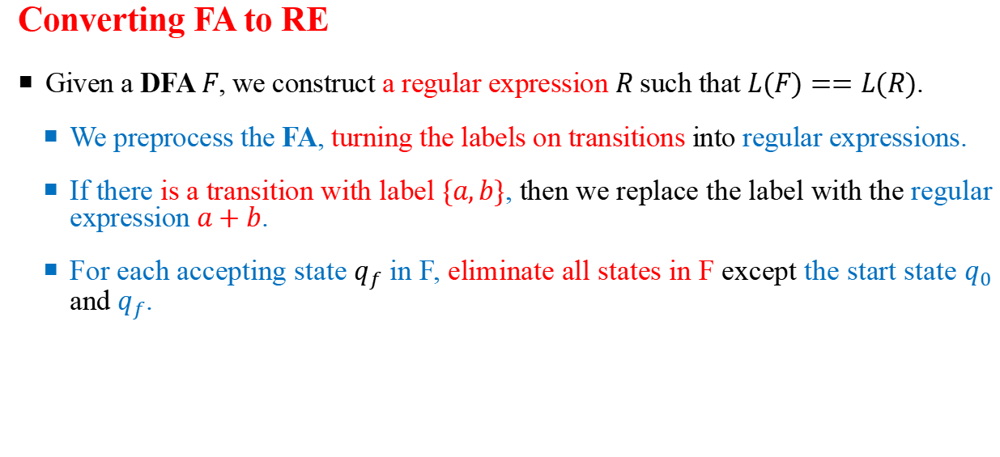 Converting FA to RE
▪ Given a DFA F, we construct a regular expression R such that L(F) == L(R).
▪ We preprocess the FA, turning the labels on transitions into regular expressions.
▪ If there is a transition with label {a, b}, then we replace the label with the regular
expression a + b.
▪ For each accepting state q_f in F, eliminate all states in F except the start state q_0
and q_f.